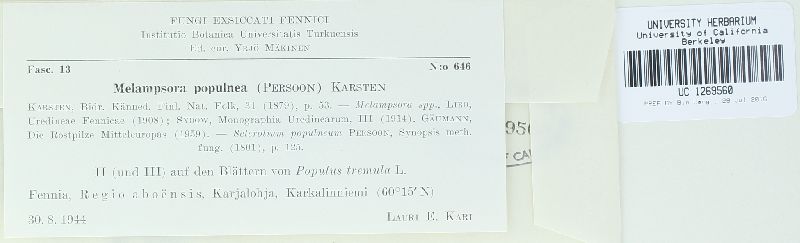 FUNGI EXSICCATI FENNICI
Instituto Botanico Universitatis Turkuensis
Ed. cur. YRJÖ MÄKINEN
Fasc. 13 N:o 646
Melampsora populnea (PERSOON) KARSTEN
KARSTEN, Bidr. Känned. Finl. Nat. Folk, 31 (1879), p. 53. — Melampsora spp., LIRO,
Uredineae Fennicae (1908); SYDOW, Monographia Uredinearum, III (1914). GÄUMANN,
Die Rostpilze Mitteleuropas (1959). — Sclerotium populneum PERSOON, Synopsis meth.
fung. (1801), p. 125.
II (und III) auf den Blättern von Populus tremula L.
Fennia, Regio aboënsis, Karjalohja, Karkalinniemi (60°15' N)
30. 8. 1944 LAURI E. KARI
UNIVERSITY HERBARIUM
University of California
Berkeley
UC 1269560